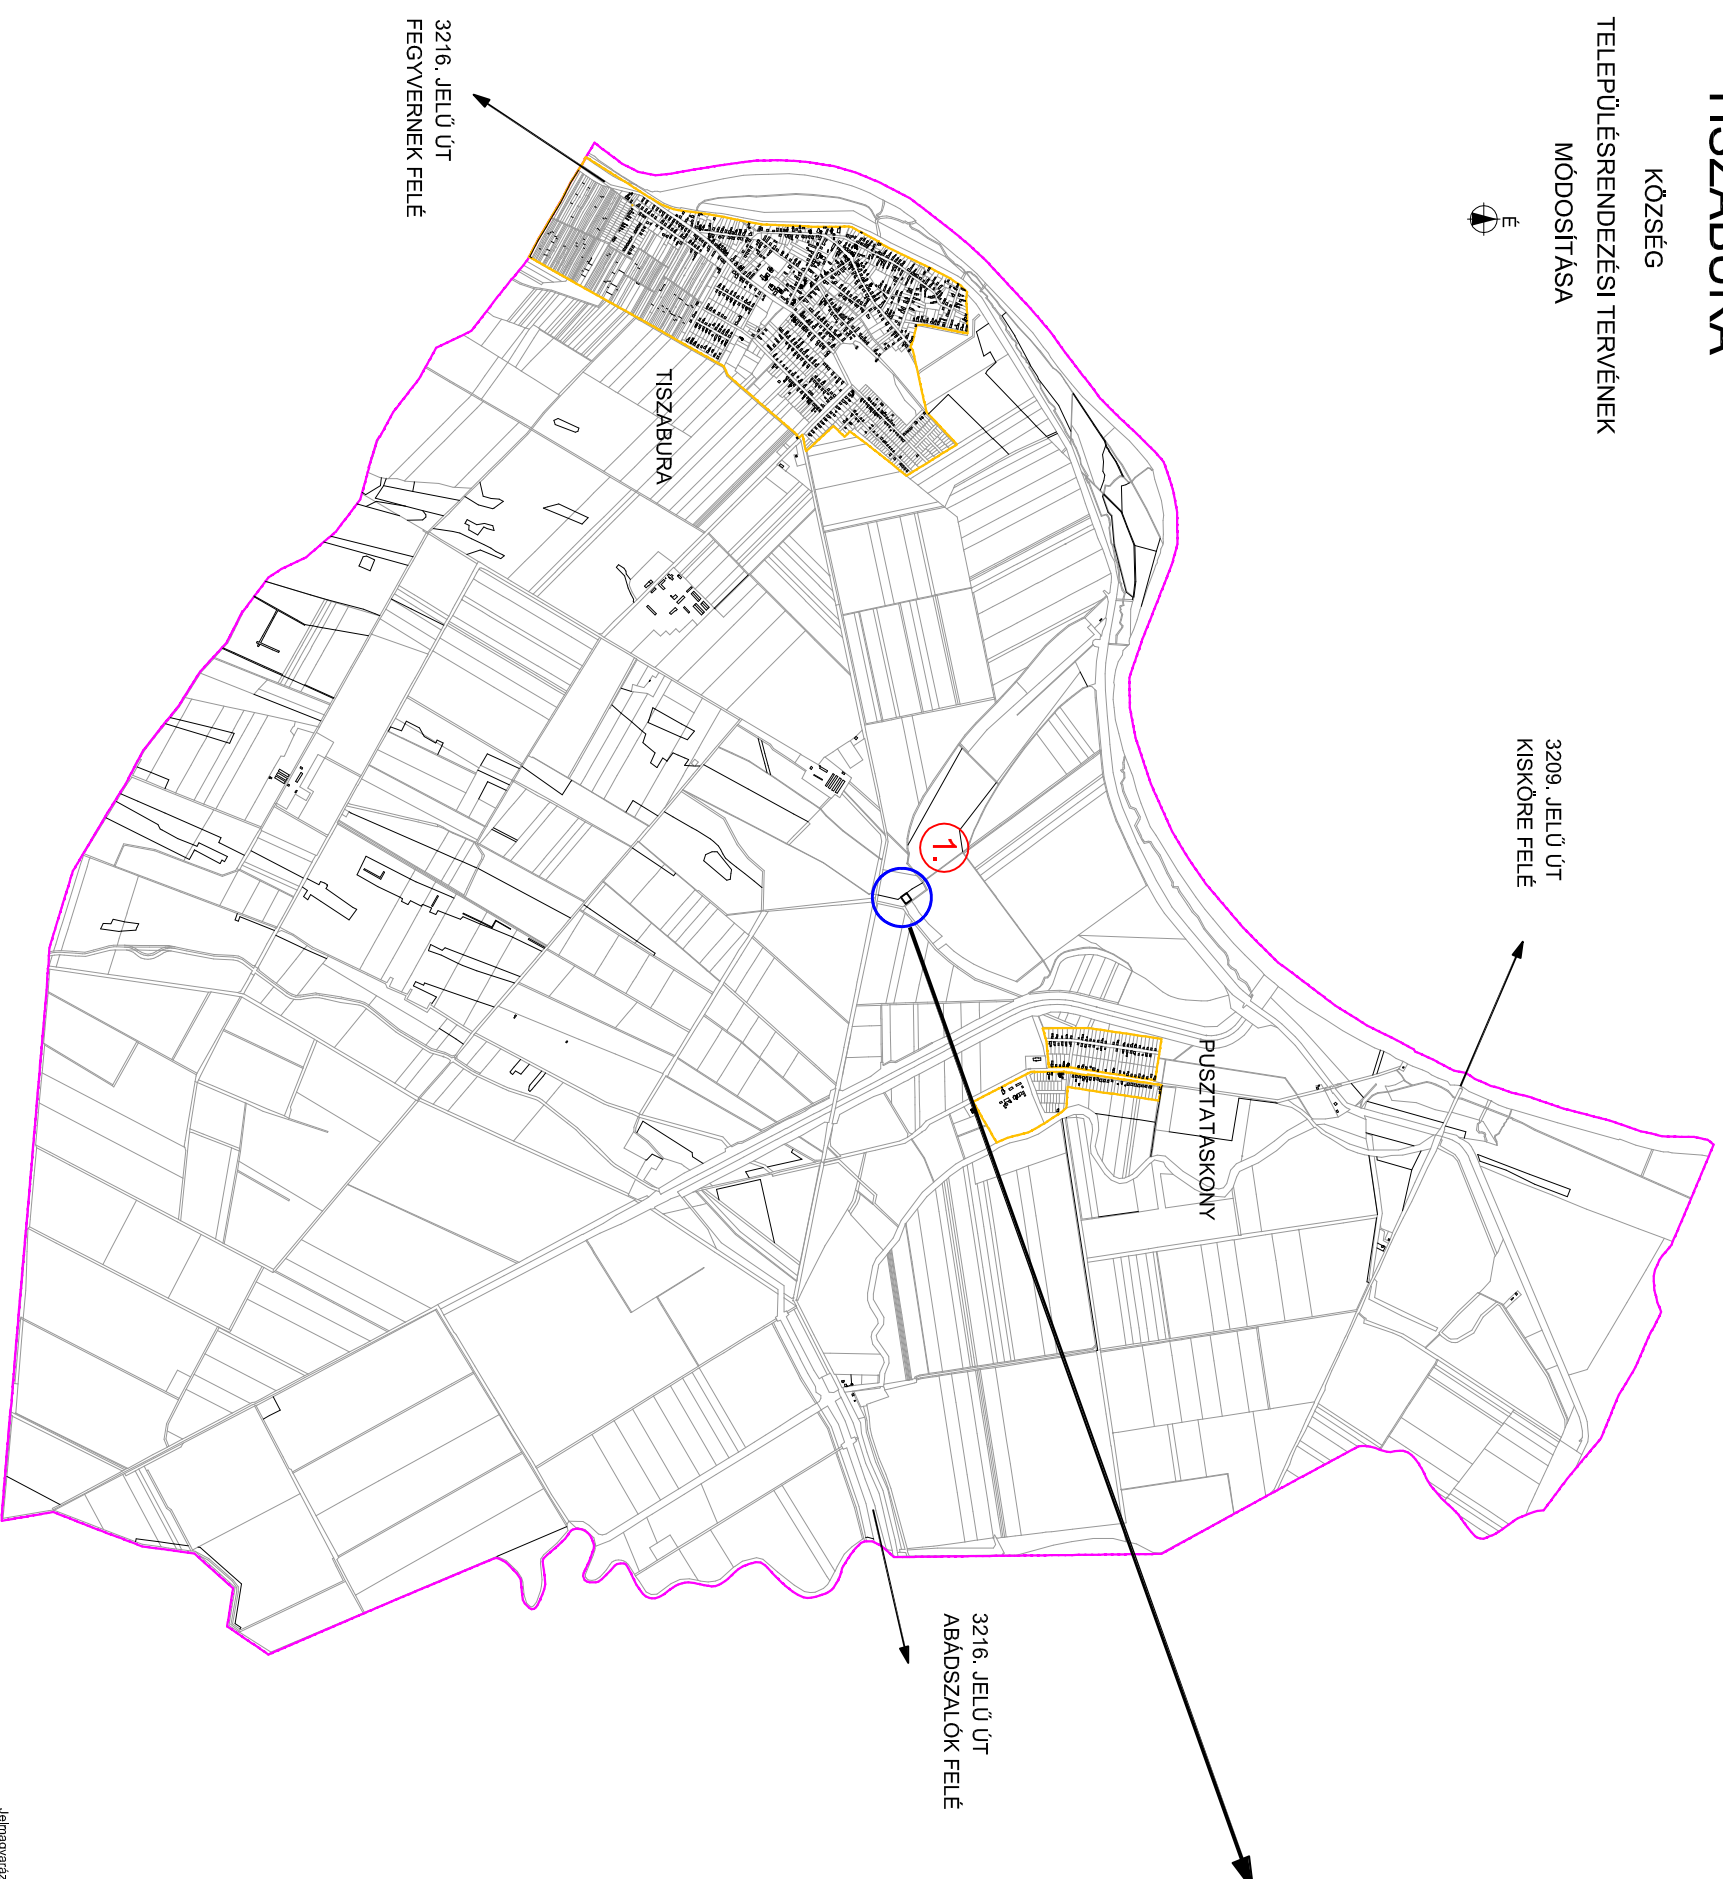 TISZABURA
KÖZSÉG
TELEPÜLÉSRENDEZÉSI TERVÉNEK
MÓDOSÍTÁSA
É
3209. JELŰ ÚT
KISKÖRE FELÉ
PUSZTATASKONY
3216. JELŰ ÚT
ABÁDSZALÓK FELÉ
1.
TISZABURA
3216. JELŰ ÚT
FEGYVERNEK FELÉ